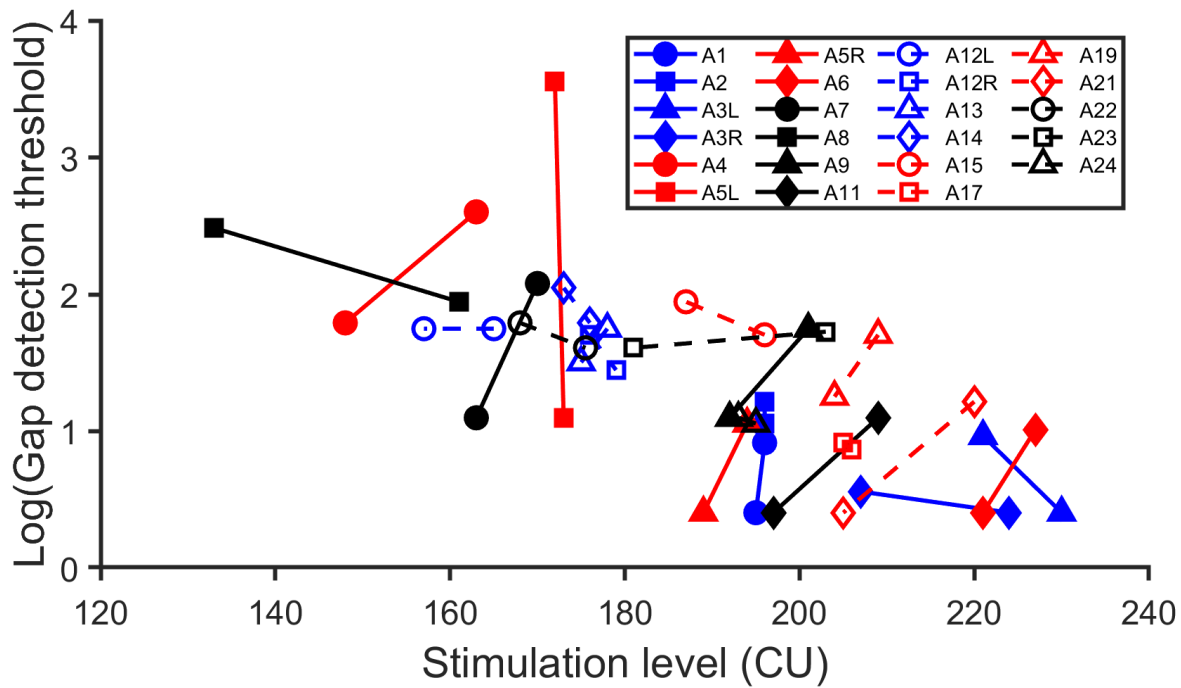 4
3
2
1
0
Log(Gap detection threshold)
A1
A2
A3L
A3R
A4
A5L
A5R
A6
A7
A8
A9
A11
A12L
A12R
A13
A14
A15
A17
A19
A21
A22
A23
A24
120 140 160 180 200 220 240
Stimulation level (CU)